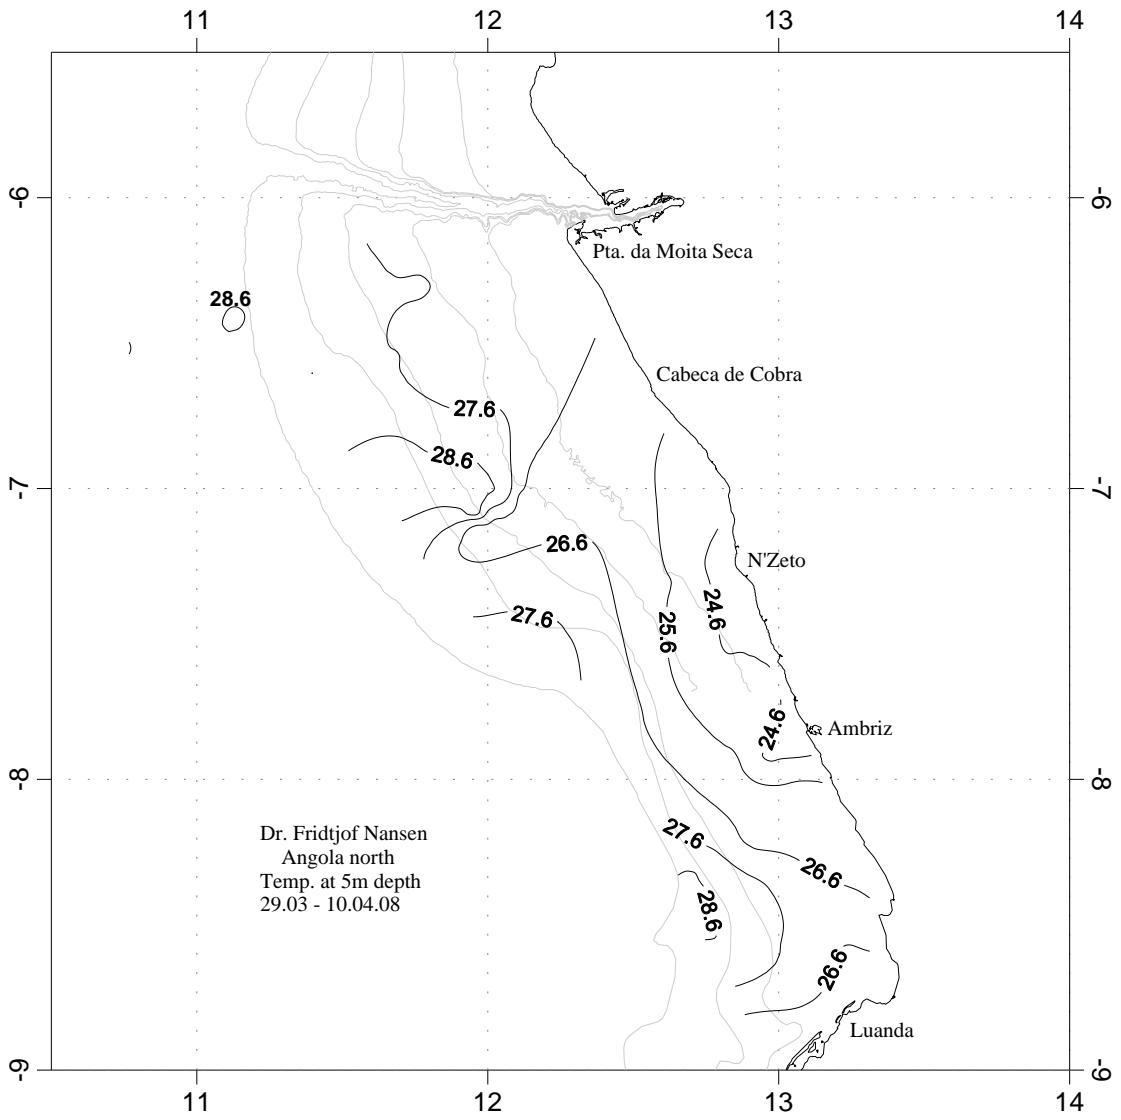 11 12 13 14
-6 -6
Pta. da Moita Seca
28.6
Cabeca de Cobra
27.6
28.6
-7 -7
26.6
N'Zeto
24.6
27.6
25.6
24.6
Ambriz
-8 -8
27.6
Dr. Fridtjof Nansen
Angola north
26.6
Temp. at 5m depth
29.03 - 10.04.08
28.6
26.6
Luanda
-9 -9
11 12 13 14